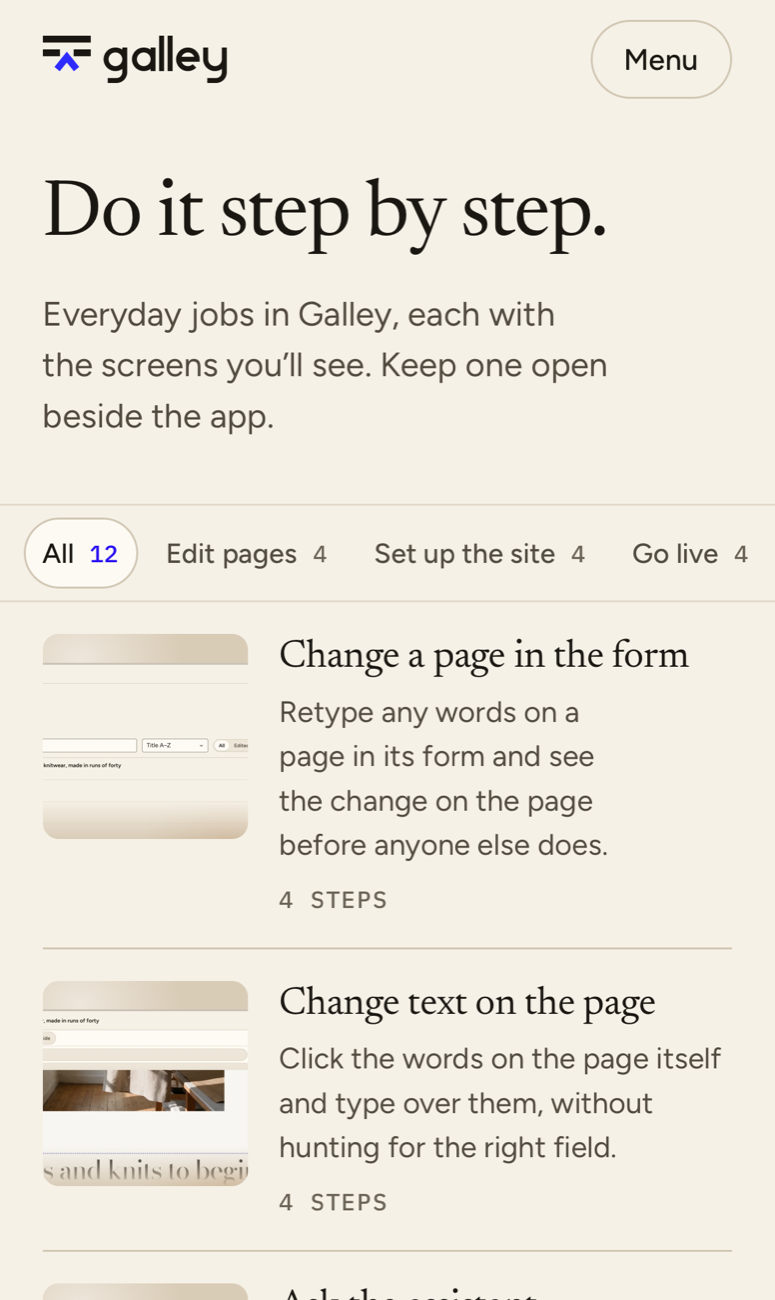 galley
Menu
Do it step by step.
Everyday jobs in Galley, each with
the screens you’ll see. Keep one open
beside the app.
All 12 Edit pages 4 Set up the site 4 Go live 4
Change a page in the form
Retype any words on a
page in its form and see
the change on the page
before anyone else does.
4 STEPS
Title A–Z
All
knitwear, made in runs of forty
Change text on the page
Click the words on the page itself
and type over them, without
hunting for the right field.
4 STEPS
, made in runs of forty
s and knits to begi